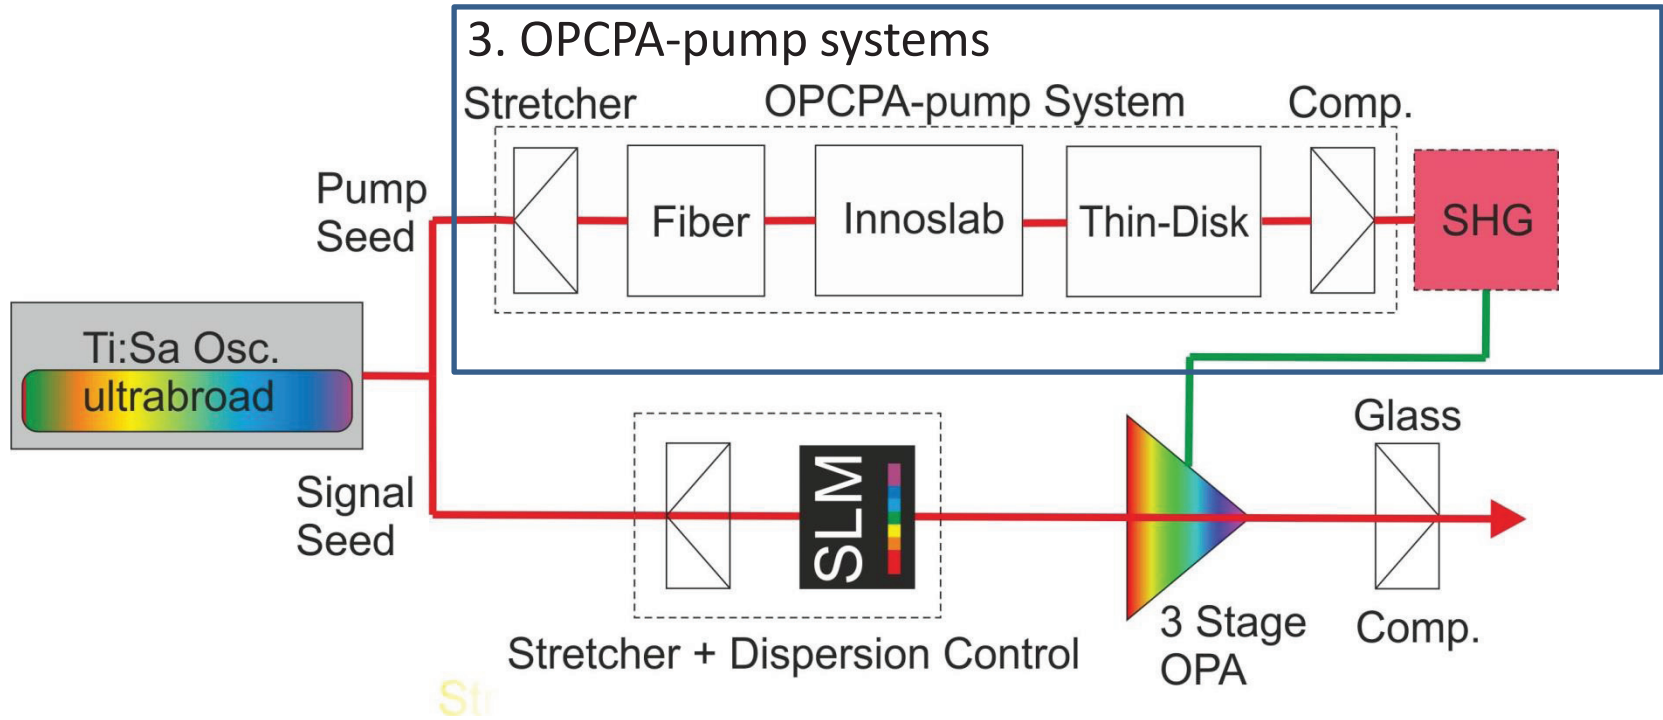 3. OPCPA-pump systems
Stretcher
OPCPA-pump System
Comp.
Pump
Seed
Fiber
Innoslab
Thin-Disk
SHG
Ti:Sa Osc.
ultrabroad
Signal
Seed
SLM
Glass
Comp.
3 Stage
OPA
Stretcher + Dispersion Control
St